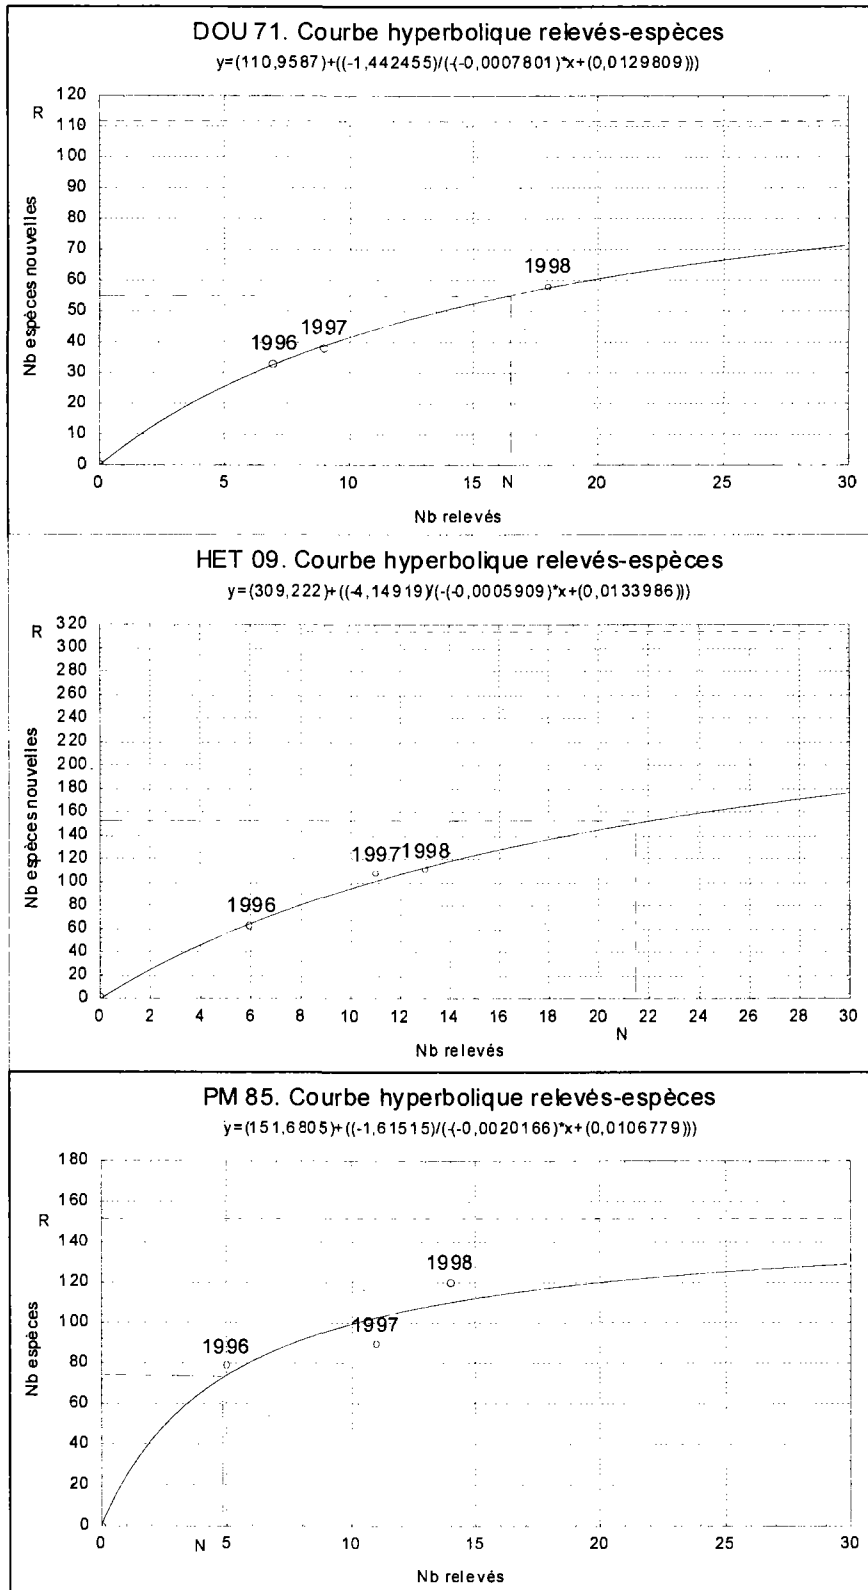 DOU 71. Courbe hyperbolique relevés-espèces
y=(110,9587)+((-1,442455)/(-(-0,0007801)*x+(0,0129809)))
120
R
110
100
90
80
70
60
50
40
30
20
10
0
Nb espèces nouvelles
1996
1997
1998
0 5 10 15 N 20 25 30
Nb relevés
HET 09. Courbe hyperbolique relevés-espèces
y=(309,222)+((-4,14919)/(-(-0,0005909)*x+(0,0133986)))
320
R
300
280
260
240
220
200
180
160
140
120
100
80
60
40
20
0
Nb espèces nouvelles
1996
1997
1998
0 2 4 6 8 10 12 14 16 18 20 22 24 26 28 30
N
Nb relevés
PM 85. Courbe hyperbolique relevés-espèces
y=(151,6805)+((-1,61515)/(-(-0,0020166)*x+(0,0106779)))
180
160
R
140
120
100
80
60
40
20
0
Nb espèces
1996
1997
1998
0 N 5 10 15 20 25 30
Nb relevés